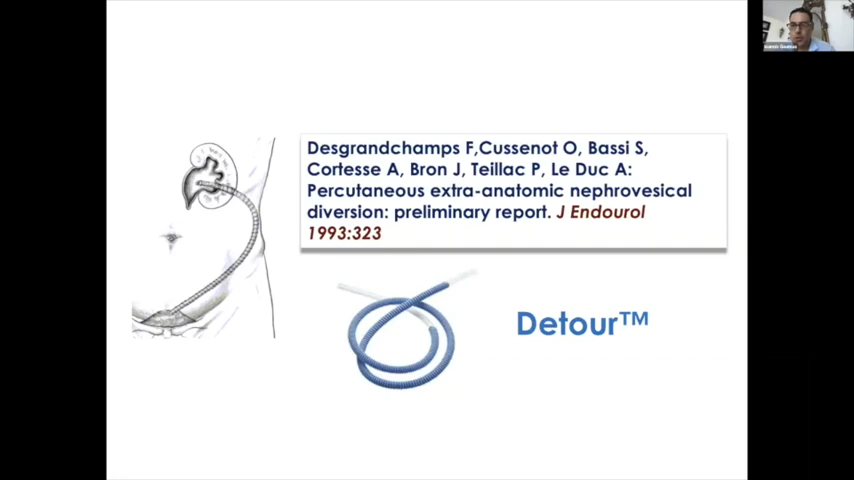 Desgrandchamps F,Cussenot O, Bassi S,
Cortesse A, Bron J, Teillac P, Le Duc A:
Percutaneous extra-anatomic nephrovesical
diversion: preliminary report. J Endourol
1993:323
Detour™